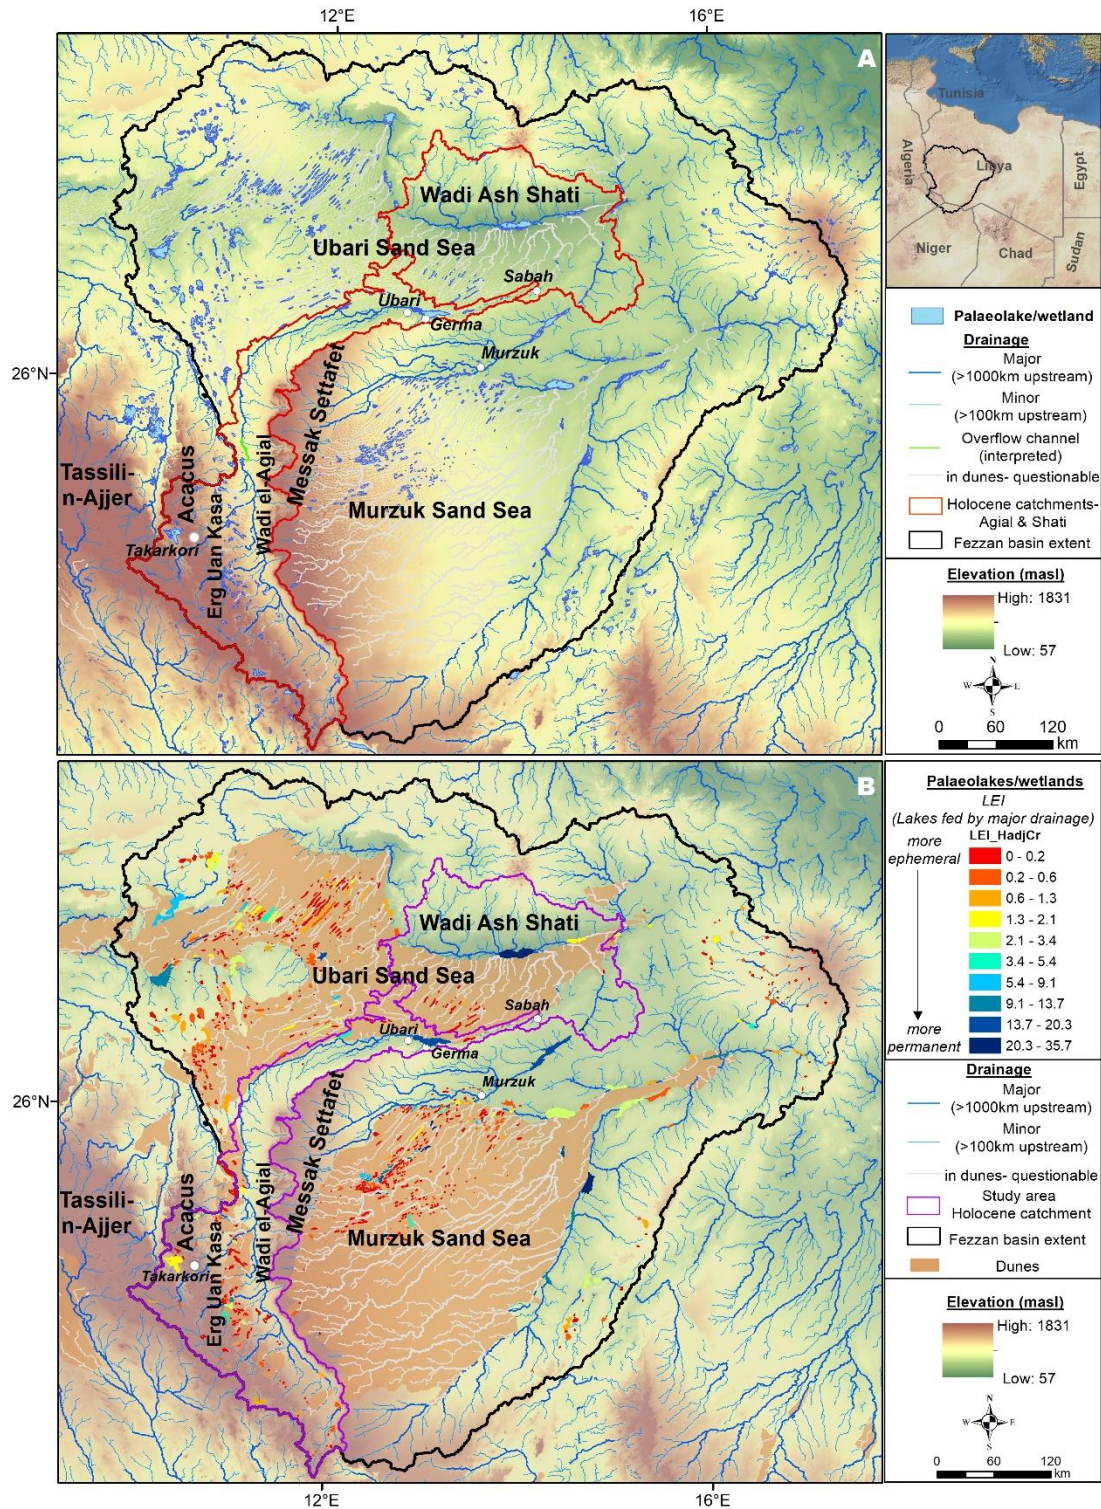 12°E
16°E
A
Wadi Ash Shati
Ubari Sand Sea
Sabah
Ubari
Germa
Murzuk
26°N
Messak Settafet
Tassili-
n-Ajjer
Acacus
Wadi el-Agial
Erg Uan Kasa
Takarkori
Murzuk Sand Sea
Tunisia
Algeria
Libya
Egypt
Niger
Chad
Sudan
Palaeolake/wetland
Drainage
Major
(>1000km upstream)
Minor
(>100km upstream)
Overflow channel
(interpreted)
in dunes- questionable
Holocene catchments-
Agial & Shati
Fezzan basin extent
Elevation (masl)
High: 1831
Low: 57
N
W E
S
0 60 120
km
B
Wadi Ash Shati
Ubari Sand Sea
Sabah
Ubari
Germa
Murzuk
26°N
Messak Settafet
Tassili-
n-Ajjer
Acacus
Wadi el-Agial
Erg Uan Kasa
Takarkori
Murzuk Sand Sea
12°E
16°E
Palaeolakes/wetlands
LEI
(Lakes fed by major drainage)
LEI_HadjCr
more
ephemeral
0 - 0.2
0.2 - 0.6
0.6 - 1.3
1.3 - 2.1
2.1 - 3.4
3.4 - 5.4
5.4 - 9.1
9.1 - 13.7
13.7 - 20.3
20.3 - 35.7
more
permanent
Drainage
Major
(>1000km upstream)
Minor
(>100km upstream)
in dunes- questionable
Study area
Holocene catchment
Fezzan basin extent
Dunes
Elevation (masl)
High: 1831
Low: 57
N
W E
S
0 60 120
km